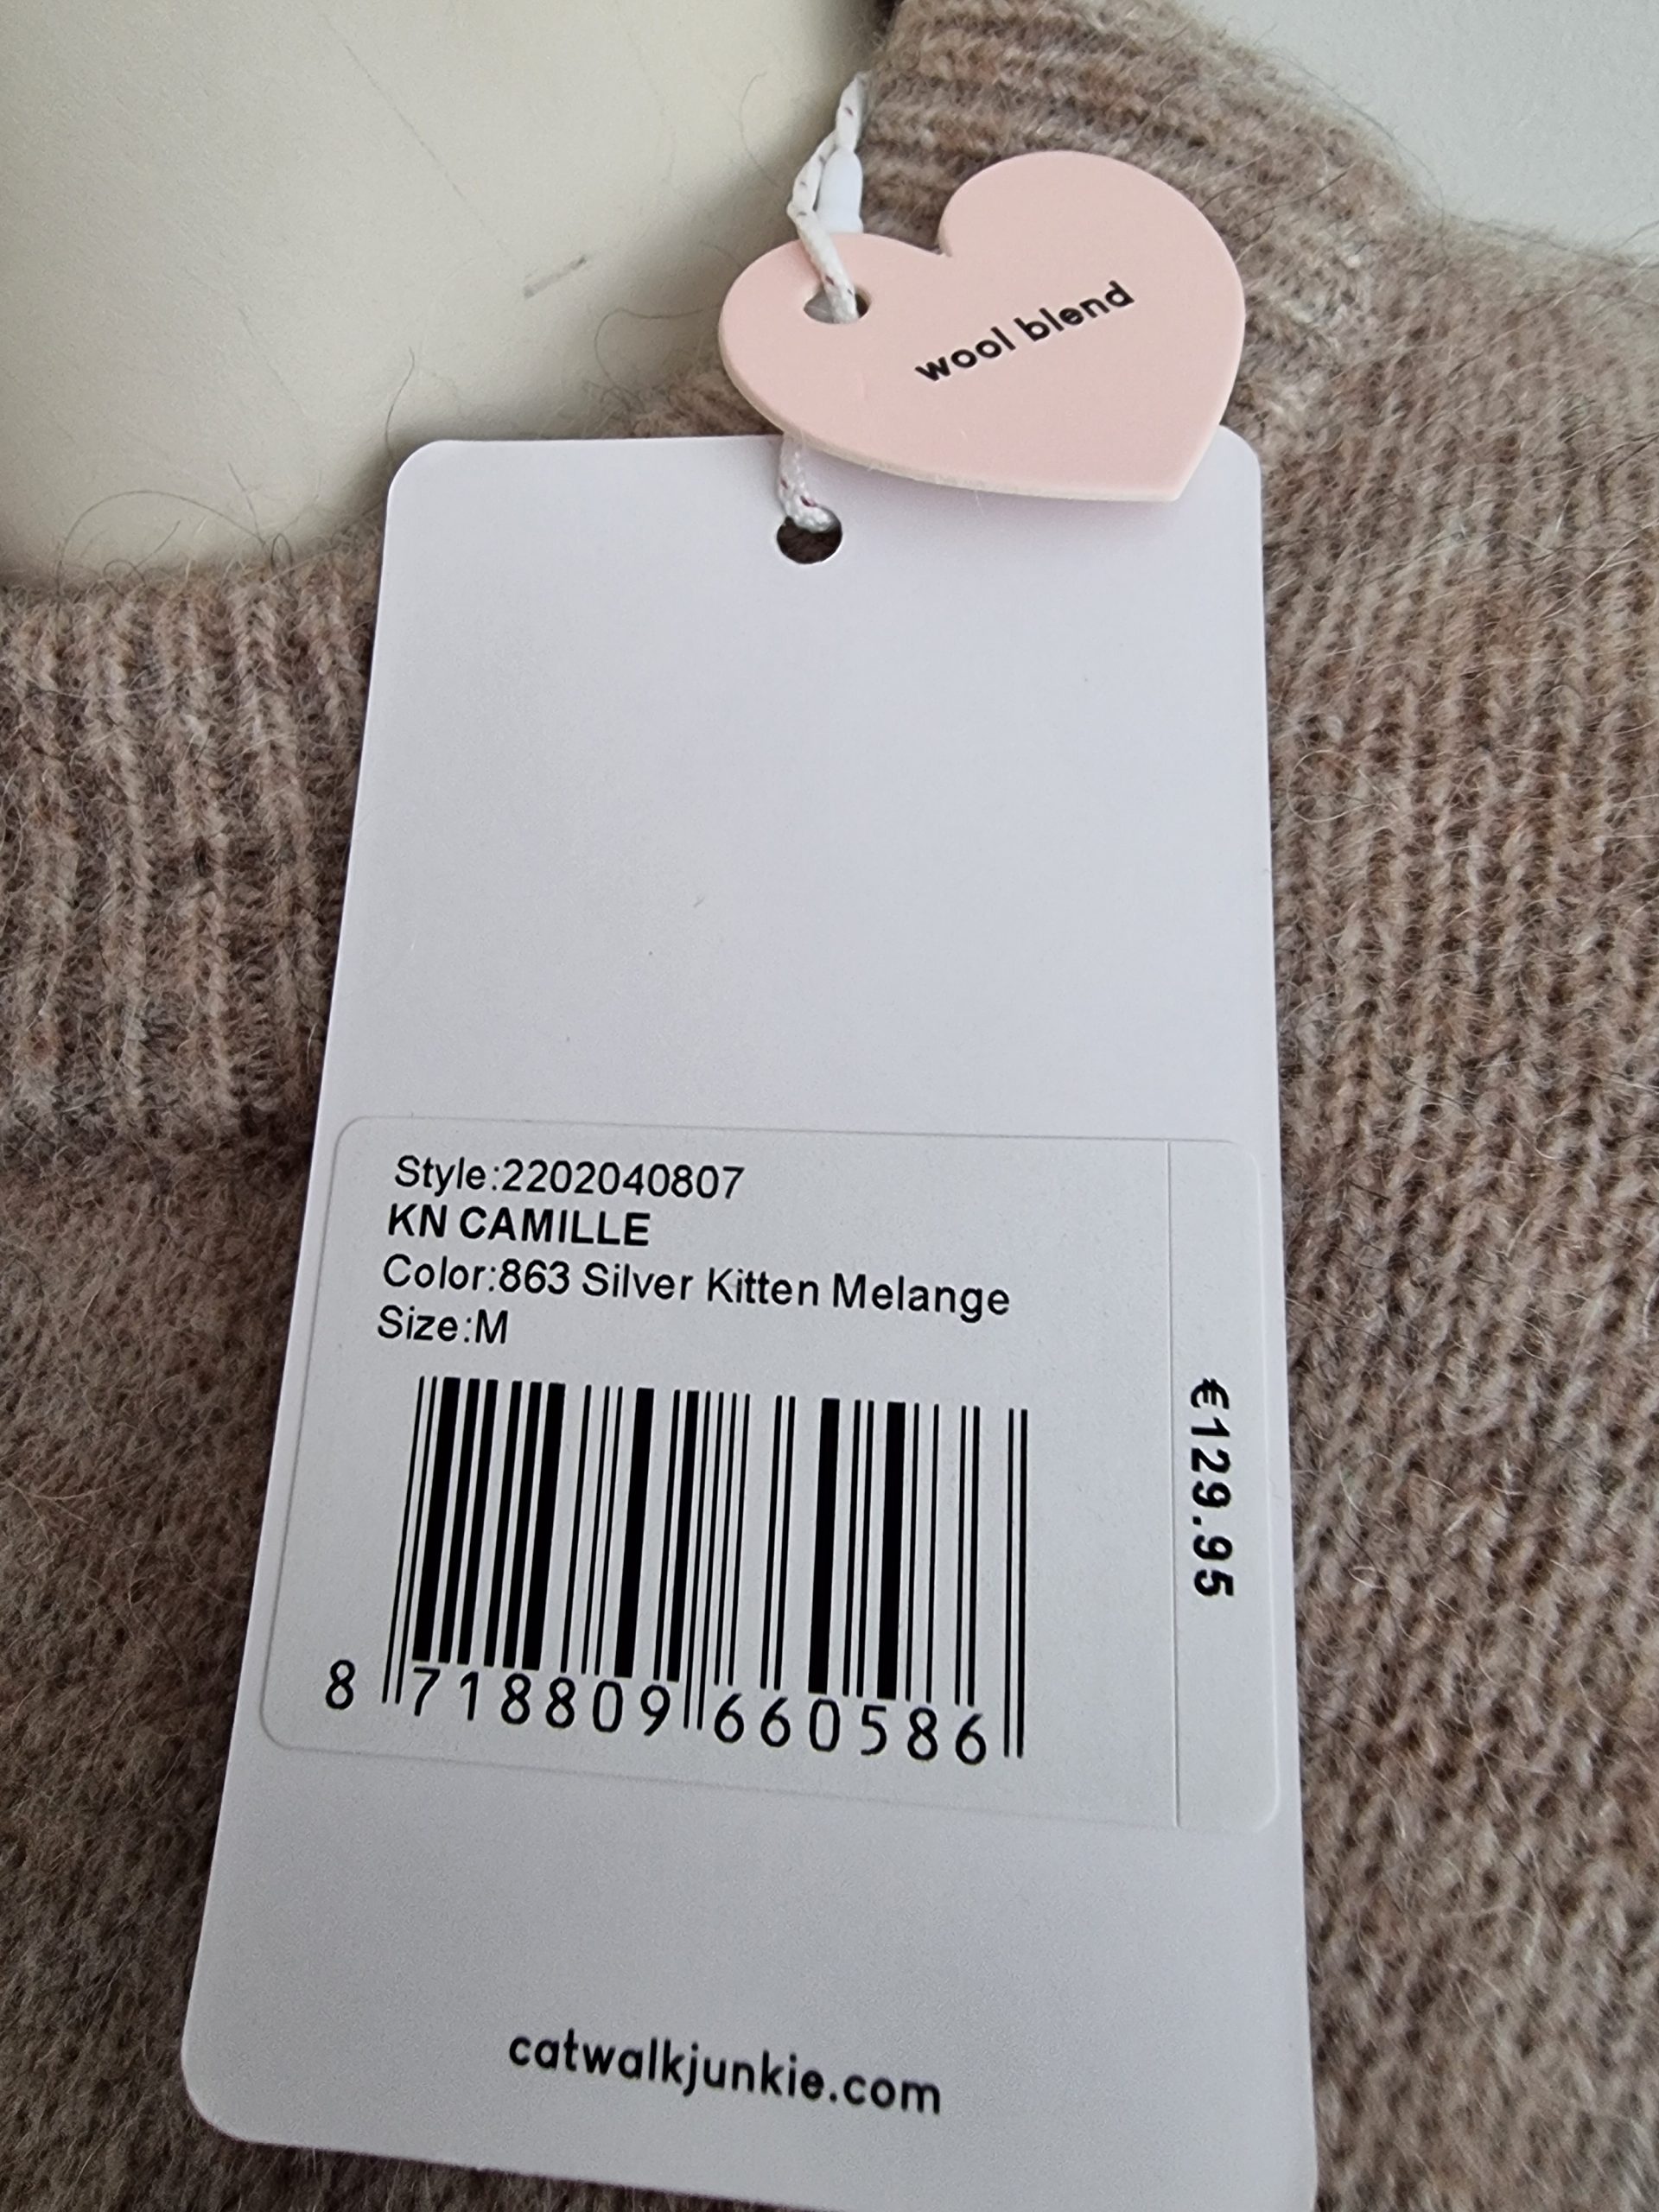 wool blend
Style:2202040807
KN CAMILLE
Color:863 Silver Kitten Melange
Size:M
€129.95
8 718809 660586
catwalkjunkie.com